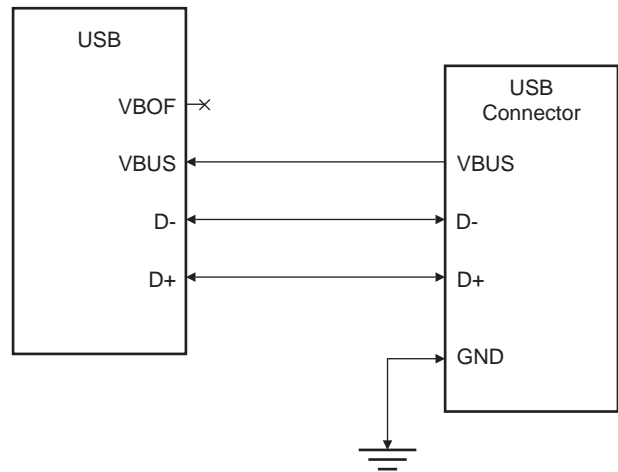 USB
VBOF
VBUS
D-
D+
USB
Connector
VBUS
D-
D+
GND